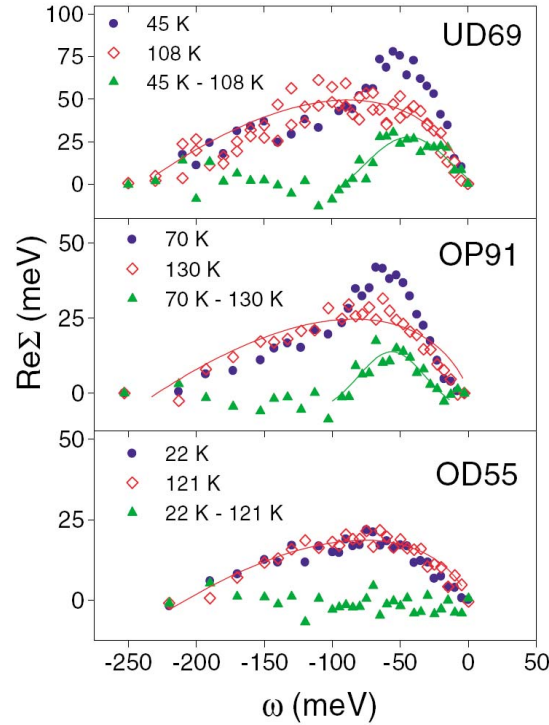 100
75
50
25
0
45 K
108 K
45 K - 108 K
UD69
50
25
0
70 K
130 K
70 K - 130 K
OP91
50
25
0
22 K
121 K
22 K - 121 K
OD55
ReΣ (meV)
-250 -200 -150 -100 -50 0 50
ω (meV)